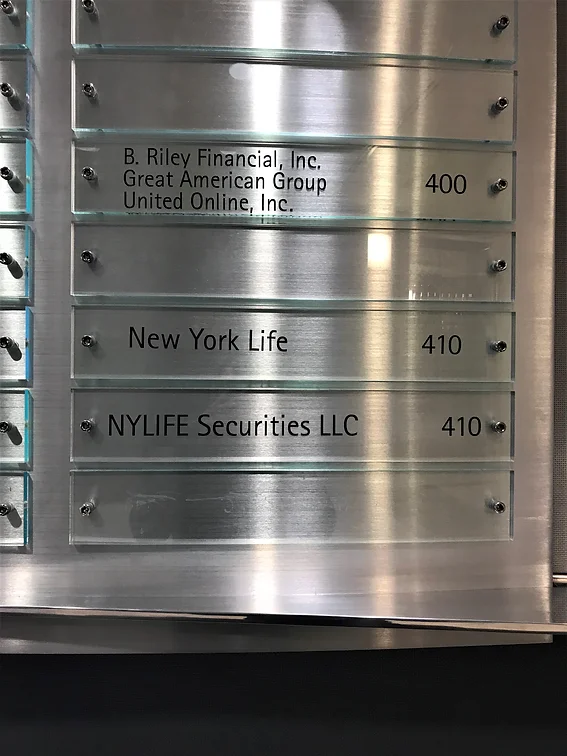 B. Riley Financial, Inc.
Great American Group 400
United Online, Inc.
New York Life 410
NYLIFE Securities LLC 410